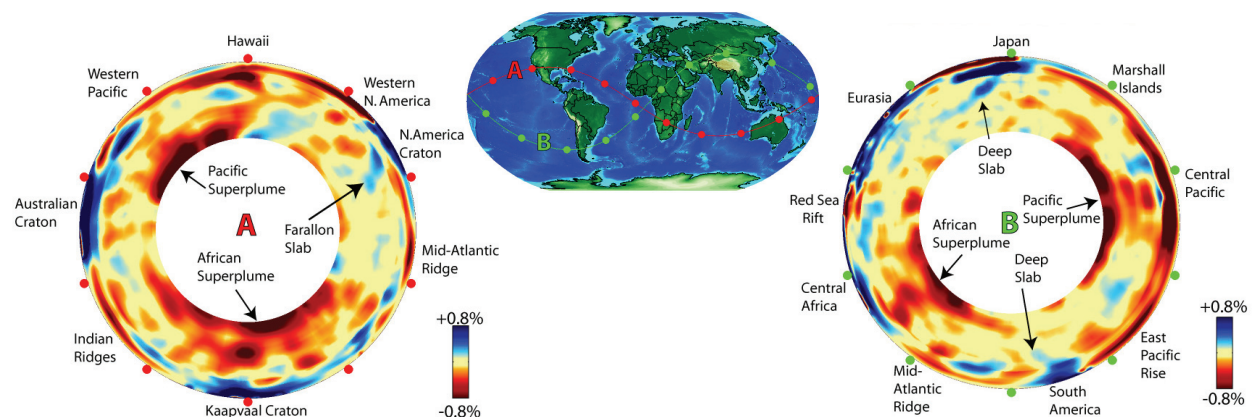 Hawaii
Western
Pacific
Western
N. America
N.America
Craton
Pacific
Superplume
Australian
Craton
A
Farallon
Slab
African
Superplume
Mid-Atlantic
Ridge
Indian
Ridges
Kaapvaal Craton
+0.8%
-0.8%
A
B
Japan
Marshall
Islands
Eurasia
Deep
Slab
Central
Pacific
Red Sea
Rift
Pacific
Superplume
B
African
Superplume
Deep
Slab
Central
Africa
East
Pacific
Rise
Mid-
Atlantic
Ridge
South
America
+0.8%
-0.8%